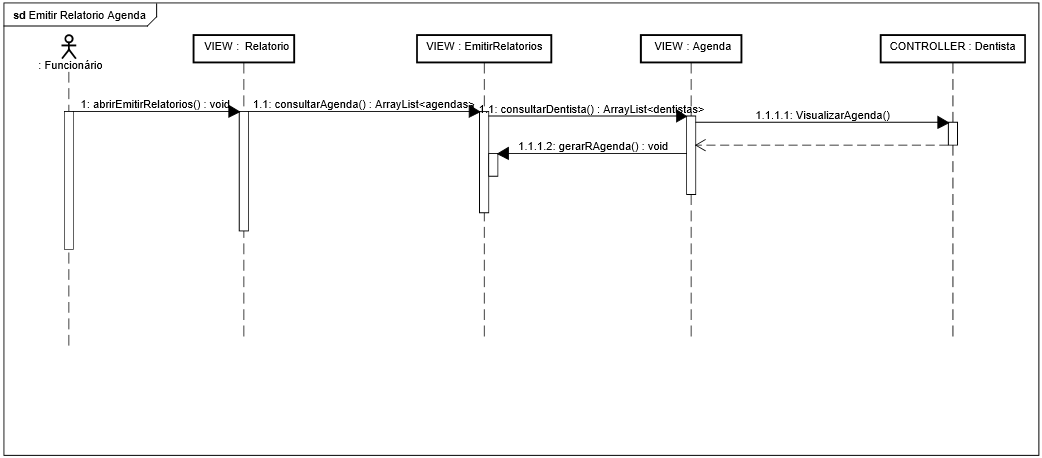 sd Emitir Relatorio Agenda
: Funcionário
VIEW : Relatorio
VIEW : EmitirRelatorios
VIEW : Agenda
CONTROLLER : Dentista
1: abrirEmitirRelatorios() : void
1.1: consultarAgenda() : ArrayList<agendas>
1.1: consultarDentista() : ArrayList<dentistas>
1.1.1.1: VisualizarAgenda()
1.1.1.2: gerarRAgenda() : void